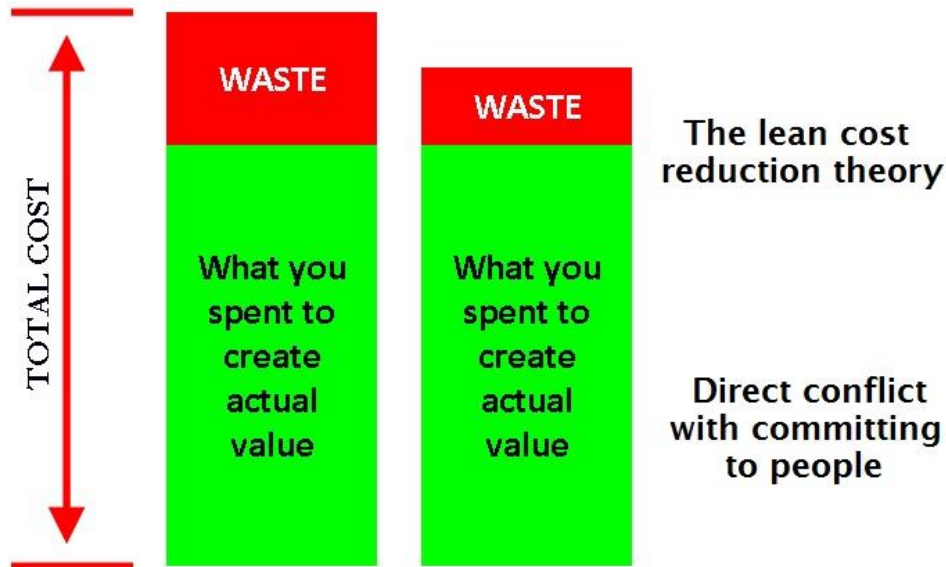 TOTAL COST
WASTE
What you
spent to
create
actual
value
WASTE
What you
spent to
create
actual
value
The lean cost
reduction theory
Direct conflict
with committing
to people